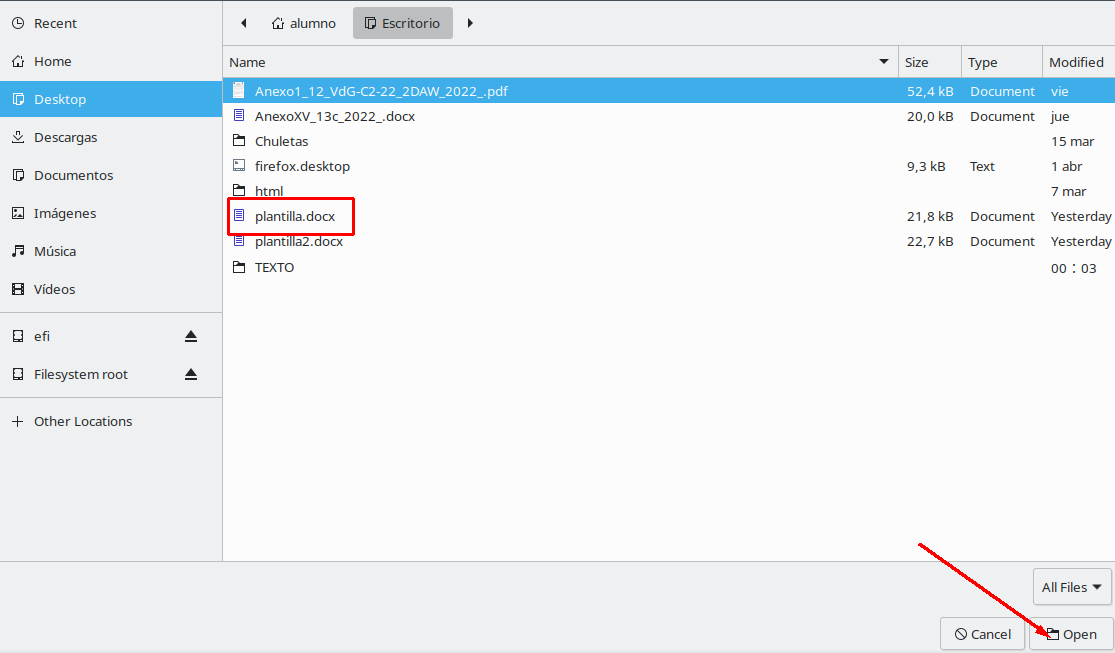 Recent
Home
Desktop
Descargas
Documentos
Imágenes
Música
Vídeos
efi
Filesystem root
Other Locations
alumno Escritorio
Name Size Type Modified
Anexo1_12_VdG-C2-22_2DAW_2022_.pdf 52,4 kB Document vie
AnexoXV_13c_2022_.docx 20,0 kB Document jue
Chuletas 15 mar
firefox.desktop 9,3 kB Text 1 abr
html 7 mar
plantilla.docx 21,8 kB Document Yesterday
plantilla2.docx 22,7 kB Document Yesterday
TEXTO 00 : 03
All Files
Cancel Open